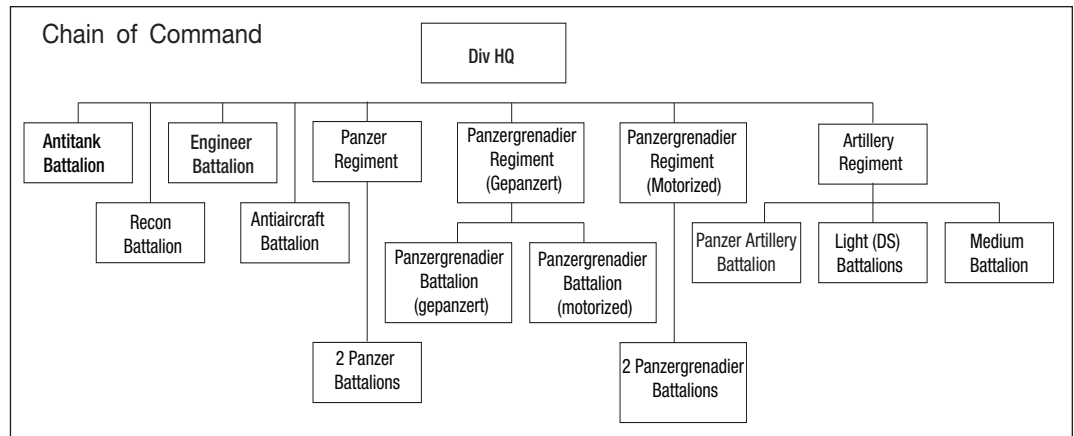 Chain of Command
Div HQ
Antitank
Battalion
Recon
Battalion
Engineer
Battalion
Antiaircraft
Battalion
Panzer
Regiment
2 Panzer
Battalions
Panzergrenadier
Regiment
(Gepanzert)
Panzergrenadier
Battalion
(gepanzert)
Panzergrenadier
Battalion
(motorized)
Panzergrenadier
Regiment
(Motorized)
2 Panzergrenadier
Battalions
Artillery
Regiment
Panzer Artillery
Battalion
Light (DS)
Battalions
Medium
Battalion